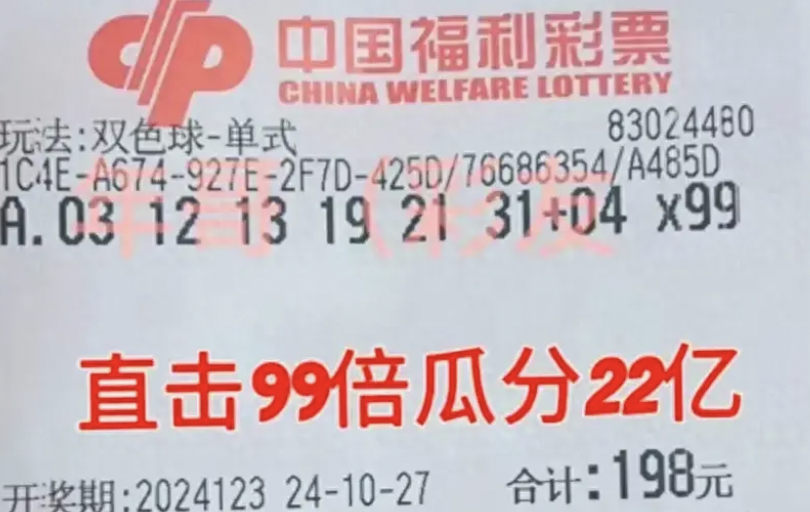 中国福利彩票
CHINA WELFARE LOTTERY
玩法:双色球-单式 83024480
1C4E-A674-927E-2F7D-425D/76686354/A485D
A.03 12 13 19 21 31+04 x99
直击99倍瓜分22亿
开奖期:2024123 24-10-27 合计:198元